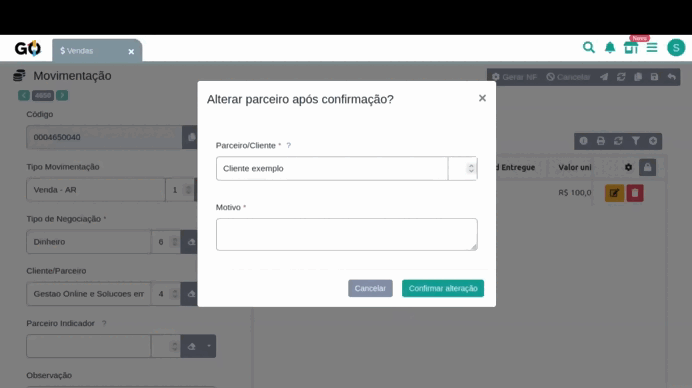 GO
$ Vendas ×
Novo
S
Movimentação
Gerar NF
Cancelar
4600
Código
0004650040
Tipo Movimentação
Venda - AR 1
Tipo de Negociação *
Dinheiro 6
Cliente/Parceiro
Gestao Online e Solucoes em 4
Parceiro Indicador ?
Observação
Alterar parceiro após confirmação? ×
Parceiro/Cliente * ?
Cliente exemplo
Motivo *
Cancelar Confirmar alteração
d Entregue Valor uni
R$ 100,0